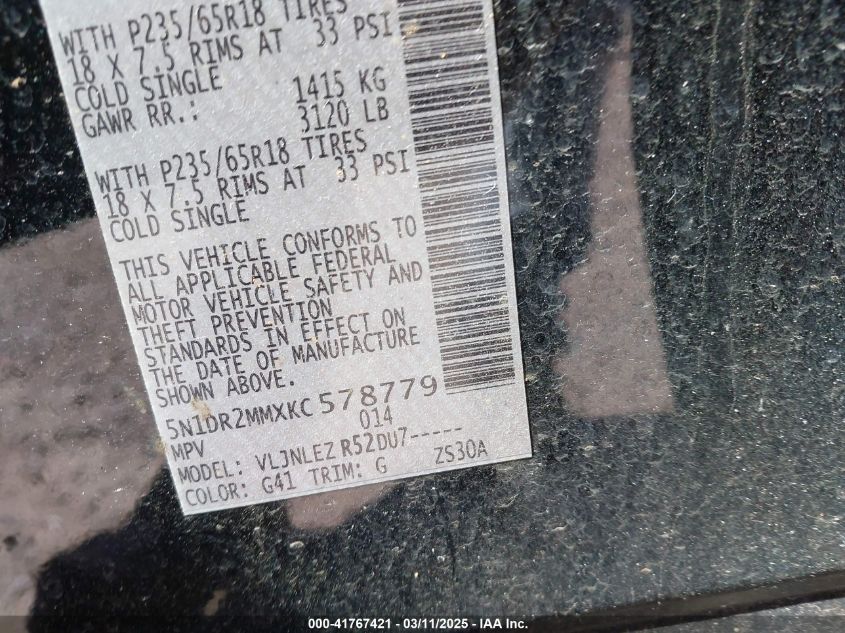 WITH P235/65R18 TIRES
18 X 7.5 RIMS AT 33 PSI
COLD SINGLE
GAWR RR.: 1415 KG
3120 LB
WITH P235/65R18 TIRES
18 X 7.5 RIMS AT 33 PSI
COLD SINGLE
THIS VEHICLE CONFORMS TO
ALL APPLICABLE FEDERAL
MOTOR VEHICLE SAFETY AND
THEFT PREVENTION
STANDARDS IN EFFECT ON
THE DATE OF MANUFACTURE
SHOWN ABOVE.
5N1DR2MMXKC578779
MPV 014
MODEL: VLJNLEZ R52DU7-----
COLOR: G41 TRIM: G ZS30A
000-41767421 - 03/11/2025 - IAA Inc.